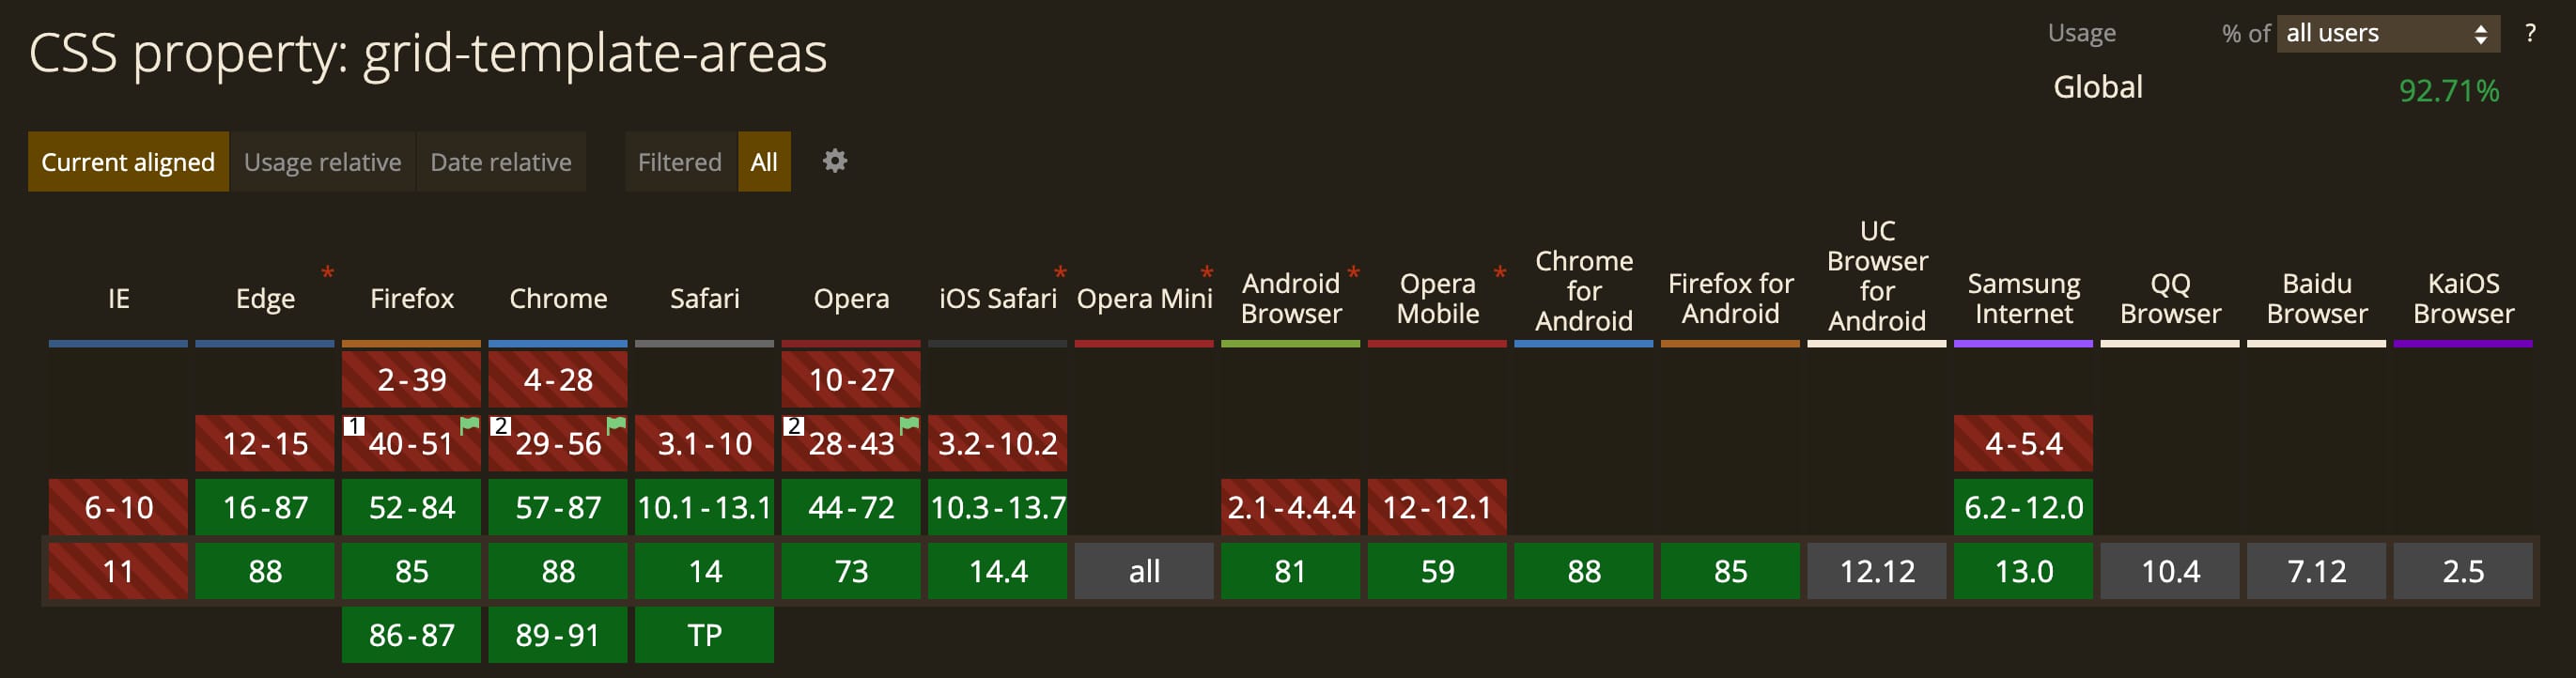 CSS property: grid-template-areas
Usage % of all users ?
Global 92.71%
Current aligned Usage relative Date relative Filtered All
IE
Edge *
Firefox
Chrome
Safari
Opera
iOS Safari *
Opera Mini *
Android *
Browser
Opera *
Mobile
Chrome
for
Android
Firefox for
Android
UC
Browser
for
Android
Samsung
Internet
QQ
Browser
Baidu
Browser
KaiOS
Browser
2-39 4-28 10-27
12-15 1 40-51 2 29-56 3.1-10 2 28-43 3.2-10.2 4-5.4
6-10 16-87 52-84 57-87 10.1-13.1 44-72 10.3-13.7 2.1-4.4.4 12-12.1 6.2-12.0
11 88 85 88 14 73 14.4 all 81 59 88 85 12.12 13.0 10.4 7.12 2.5
86-87 89-91 TP